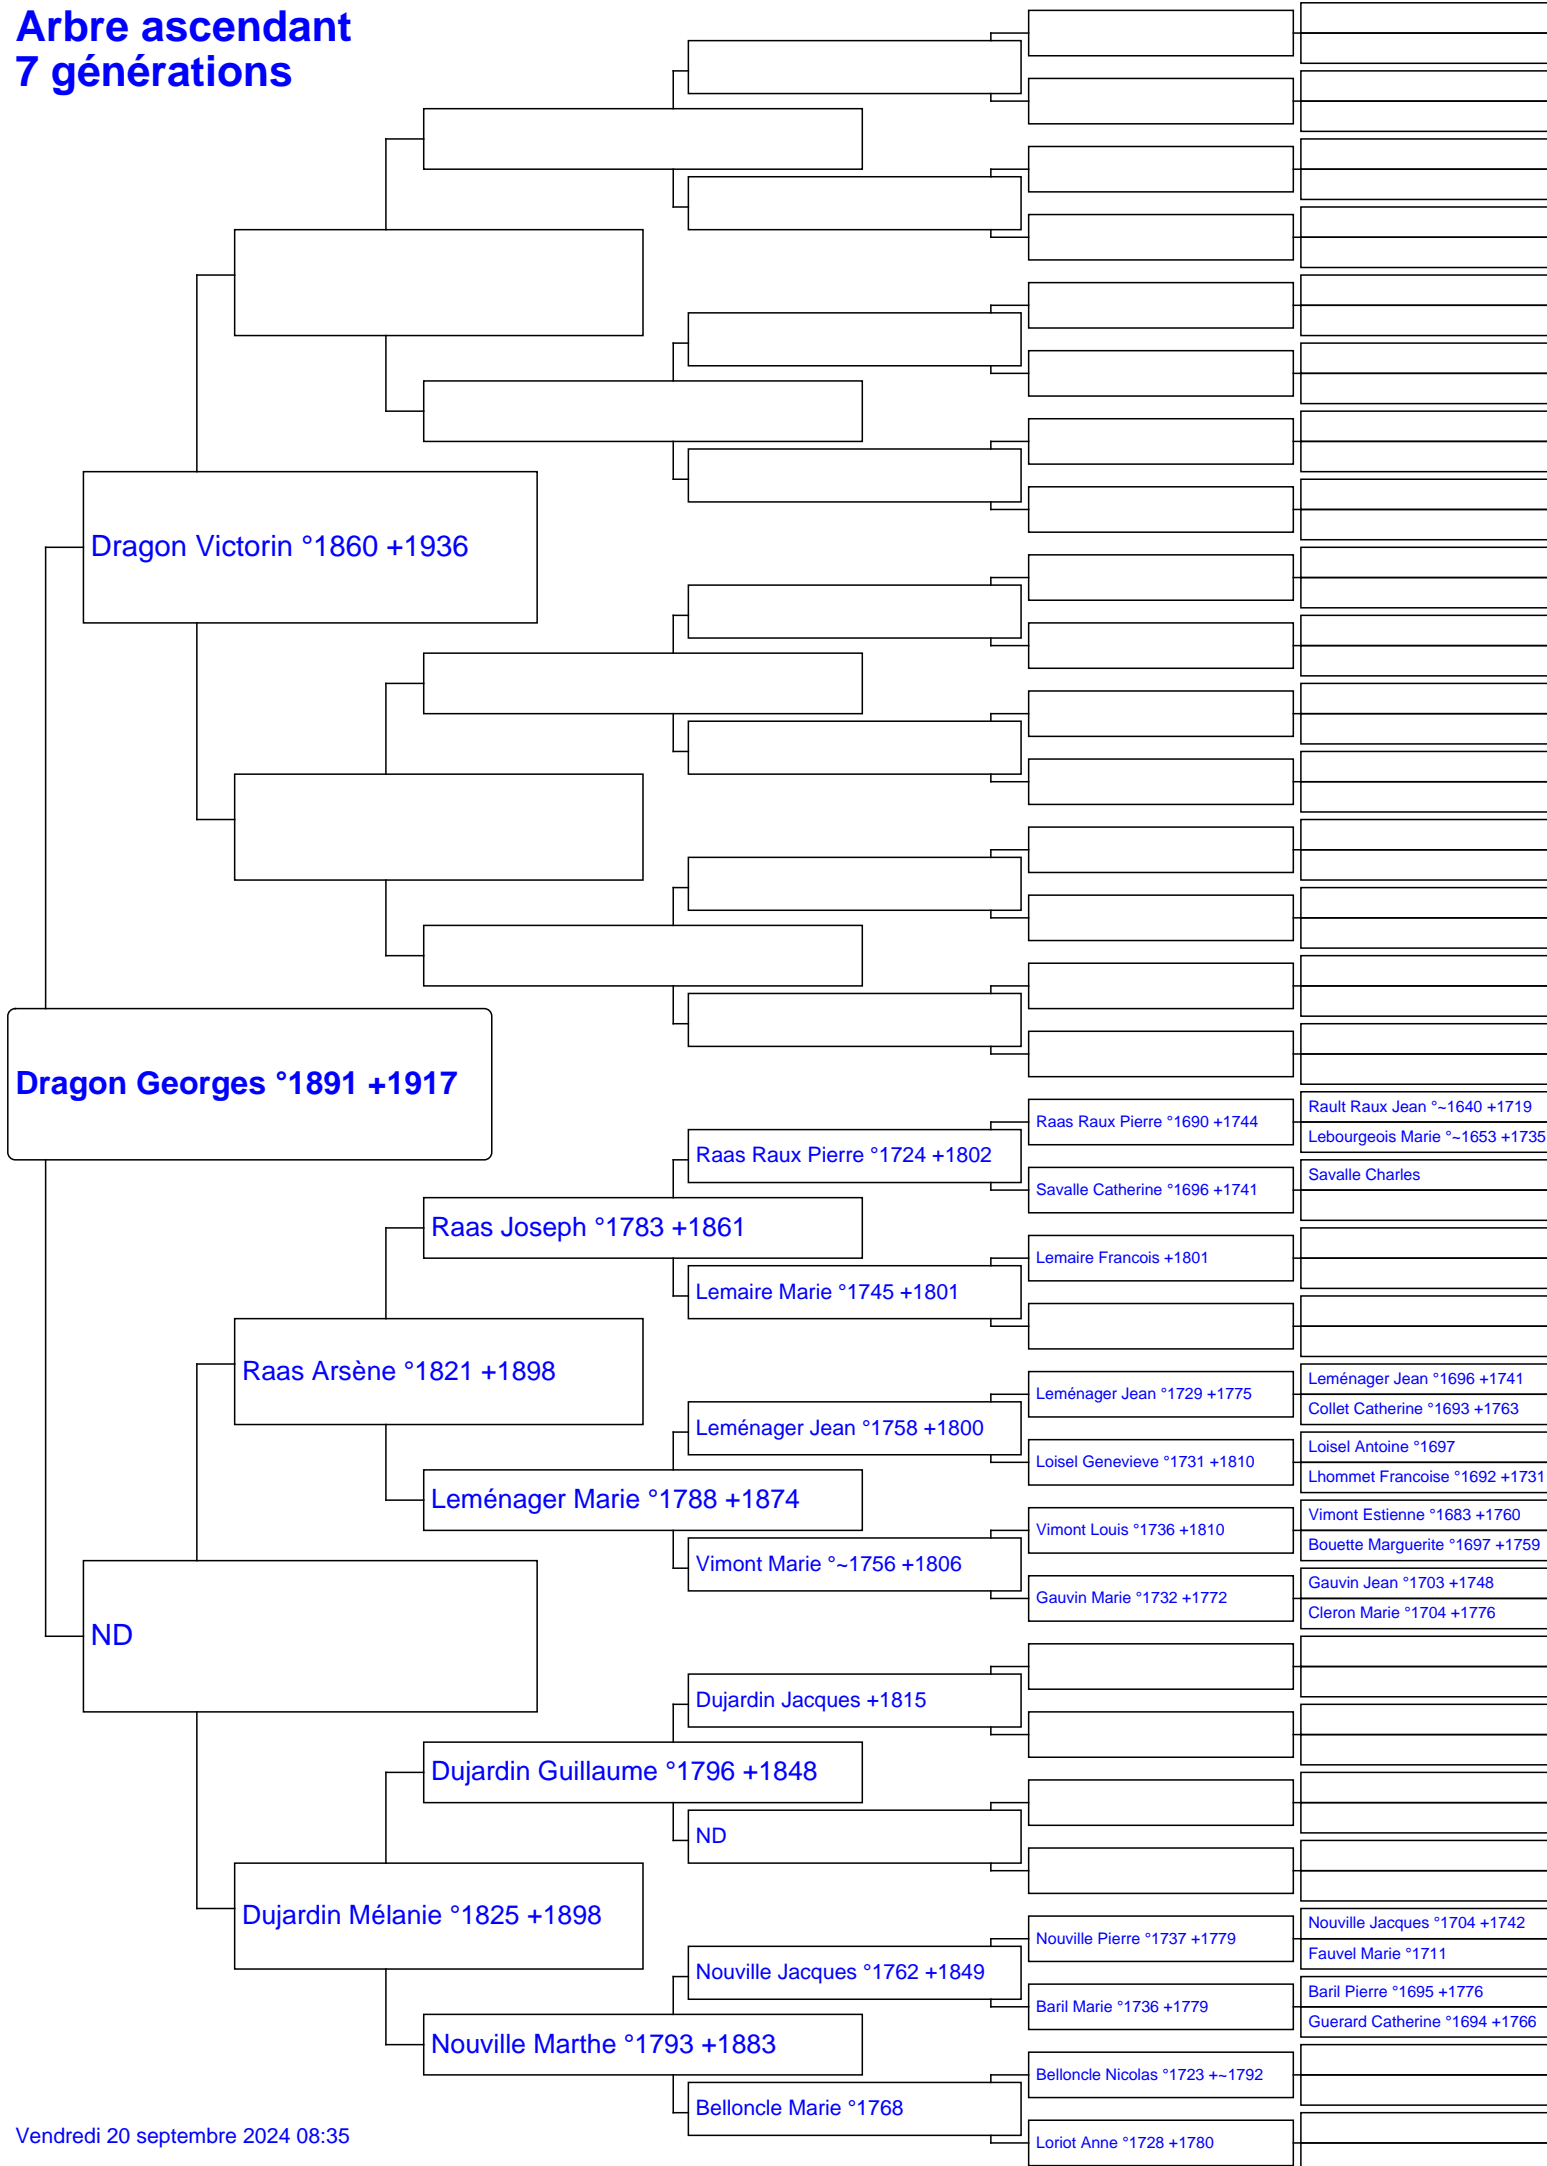 Arbre ascendant
7 générations
Dragon Victorin °1860 +1936
Dragon Georges °1891 +1917
Raas Raux Pierre °1690 +1744
Rault Raux Jean °~1640 +1719
Lebourgeois Marie °~1653 +1735
Raas Raux Pierre °1724 +1802
Savalle Catherine °1696 +1741
Savalle Charles
Raas Joseph °1783 +1861
Lemaire Francois +1801
Lemaire Marie °1745 +1801
Raas Arsène °1821 +1898
Leménager Jean °1729 +1775
Leménager Jean °1696 +1741
Collet Catherine °1693 +1763
Leménager Jean °1758 +1800
Loisel Genevieve °1731 +1810
Loisel Antoine °1697
Lhommet Francoise °1692 +1731
Leménager Marie °1788 +1874
Vimont Louis °1736 +1810
Vimont Estienne °1683 +1760
Bouette Marguerite °1697 +1759
Vimont Marie °~1756 +1806
Gauvin Marie °1732 +1772
Gauvin Jean °1703 +1748
Cleron Marie °1704 +1776
ND
Dujardin Jacques +1815
Dujardin Guillaume °1796 +1848
ND
Dujardin Mélanie °1825 +1898
Nouville Pierre °1737 +1779
Nouville Jacques °1704 +1742
Fauvel Marie °1711
Nouville Jacques °1762 +1849
Baril Marie °1736 +1779
Baril Pierre °1695 +1776
Guerard Catherine °1694 +1766
Nouville Marthe °1793 +1883
Belloncle Nicolas °1723 +~1792
Belloncle Marie °1768
Loriot Anne °1728 +1780
Vendredi 20 septembre 2024 08:35